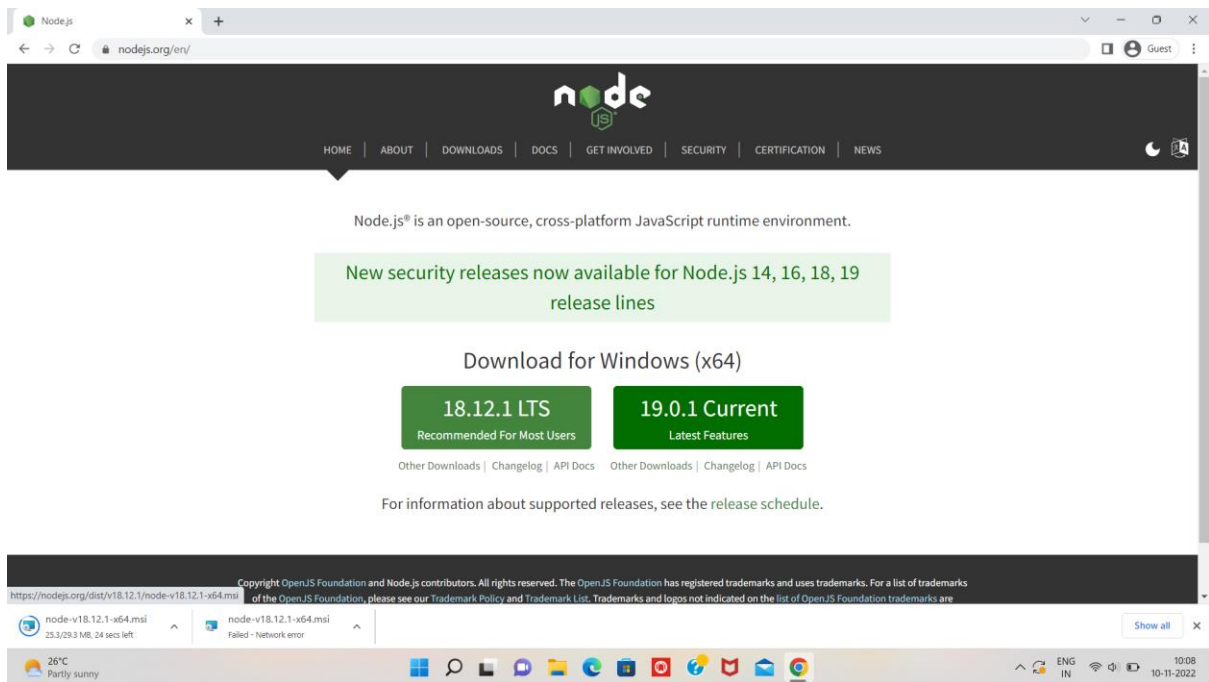 Node.js
nodejs.org/en/
Guest
node
JS
HOME | ABOUT | DOWNLOADS | DOCS | GET INVOLVED | SECURITY | CERTIFICATION | NEWS
Node.js® is an open-source, cross-platform JavaScript runtime environment.
New security releases now available for Node.js 14, 16, 18, 19
release lines
Download for Windows (x64)
18.12.1 LTS
Recommended For Most Users
19.0.1 Current
Latest Features
Other Downloads | Changelog | API Docs
Other Downloads | Changelog | API Docs
For information about supported releases, see the release schedule.
Copyright OpenJS Foundation and Node.js contributors. All rights reserved. The OpenJS Foundation has registered trademarks and uses trademarks. For a list of trademarks
https://nodejs.org/dist/v18.12.1/node-v18.12.1-x64.msi
of the OpenJS Foundation, please see our Trademark Policy and Trademark List. Trademarks and logos not indicated on the list of OpenJS Foundation trademarks are
node-v18.12.1-x64.msi
25.3/29.3 MB, 24 secs left
node-v18.12.1-x64.msi
Failed - Network error
Show all
26°C
Partly sunny
ENG
IN
10:08
10-11-2022